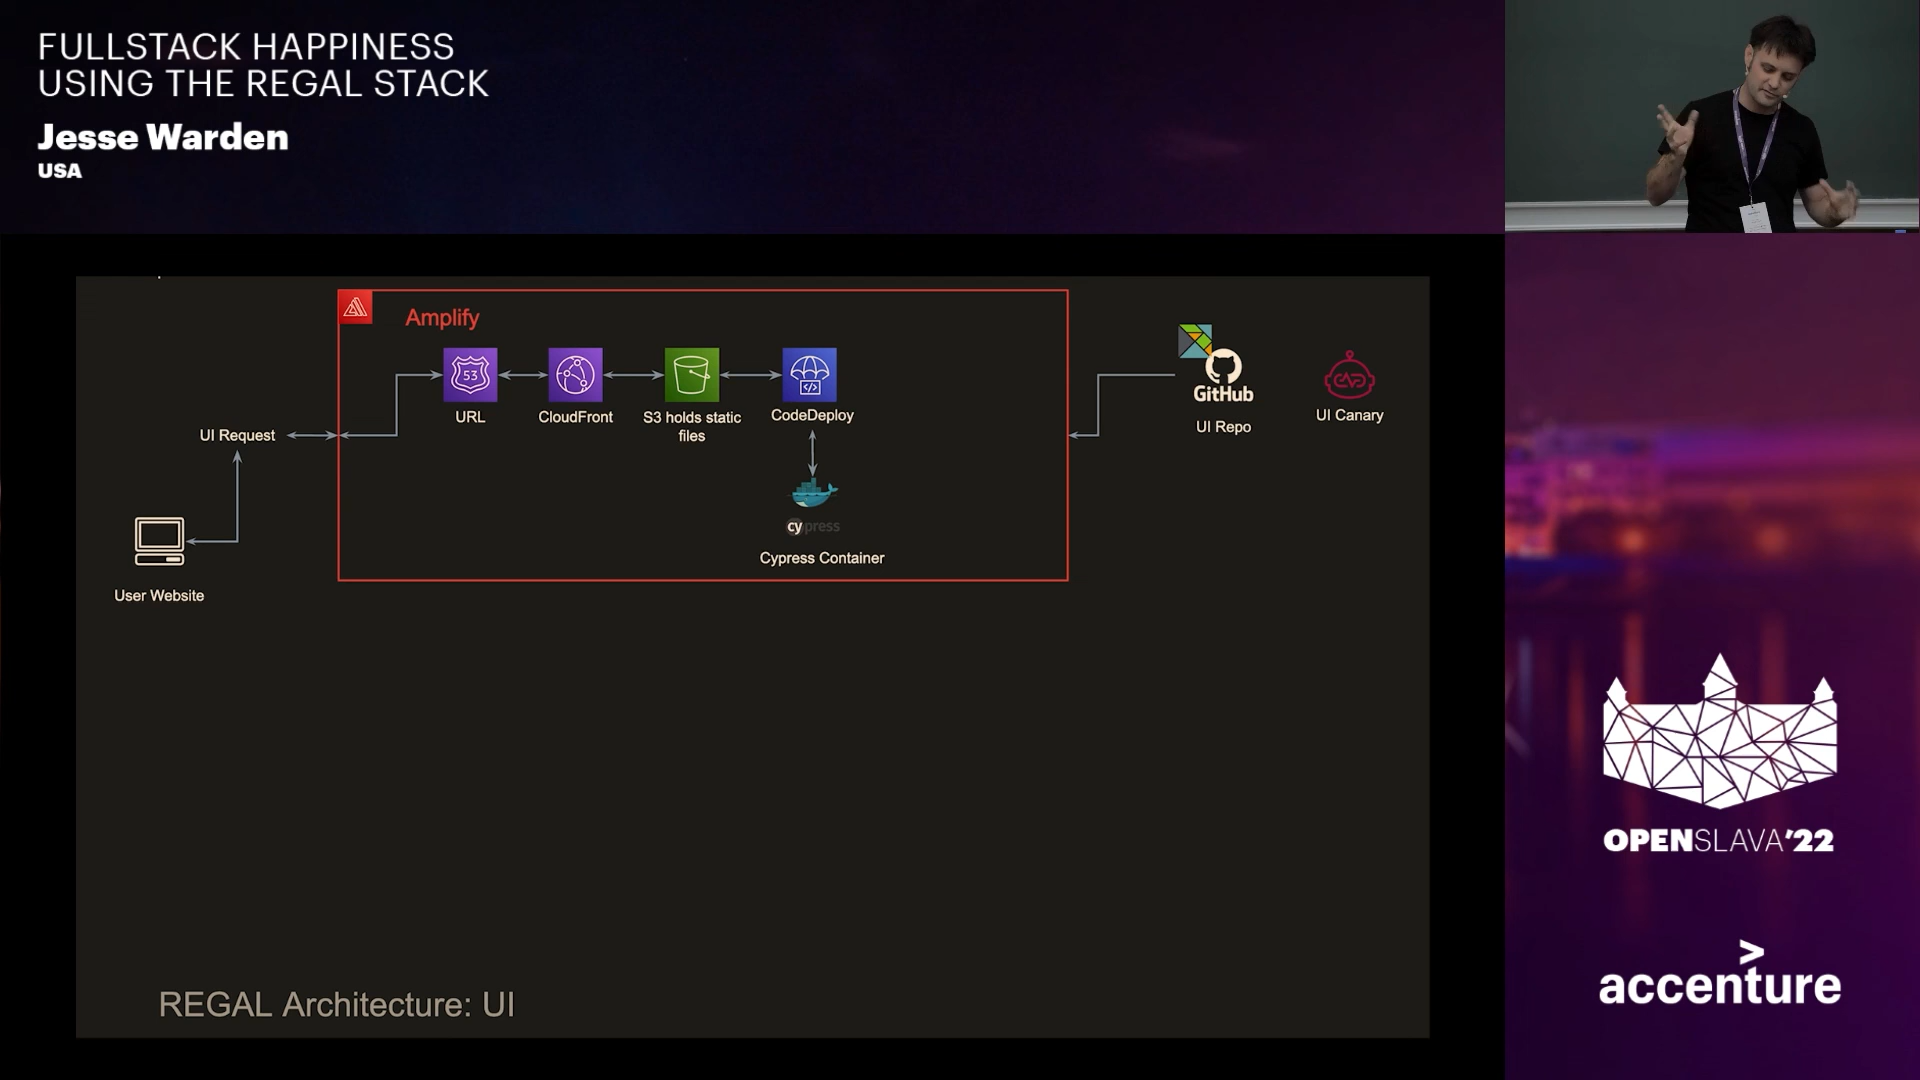 FULLSTACK HAPPINESS
USING THE REGAL STACK
Jesse Warden
USA
Amplify
53
URL
CloudFront
S3 holds static
files
CodeDeploy
cypress
Cypress Container
UI Request
User Website
GitHub
UI Repo
UI Canary
REGAL Architecture: UI
OPENSLAVA'22
accenture